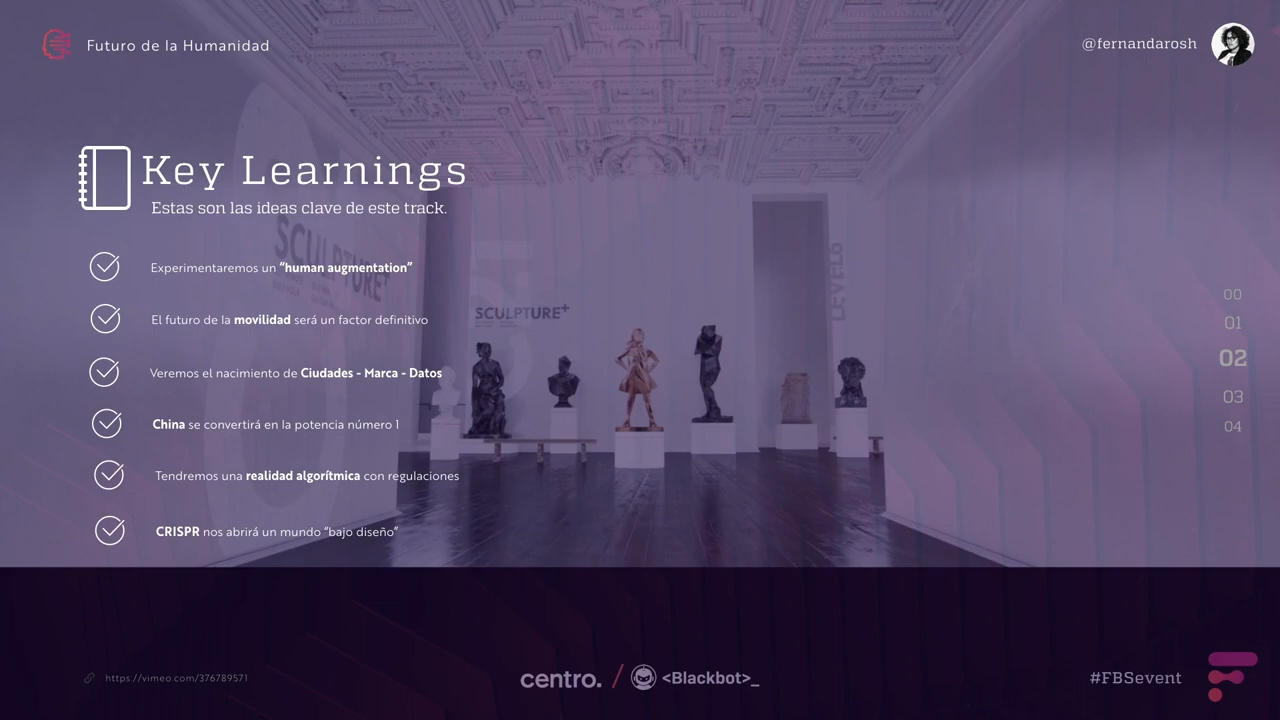 Futuro de la Humanidad
@fernandarosh
Key Learnings
Estas son las ideas clave de este track.
SCULPTURE+
SCULPTURE+
LEVEL 6
Experimentaremos un “human augmentation”
El futuro de la movilidad será un factor definitivo
Veremos el nacimiento de Ciudades - Marca - Datos
China se convertirá en la potencia número 1
Tendremos una realidad algorítmica con regulaciones
CRISPR nos abrirá un mundo “bajo diseño”
00
01
02
03
04
https://vimeo.com/376789571
centro. / <Blackbot>_
#FBSevent